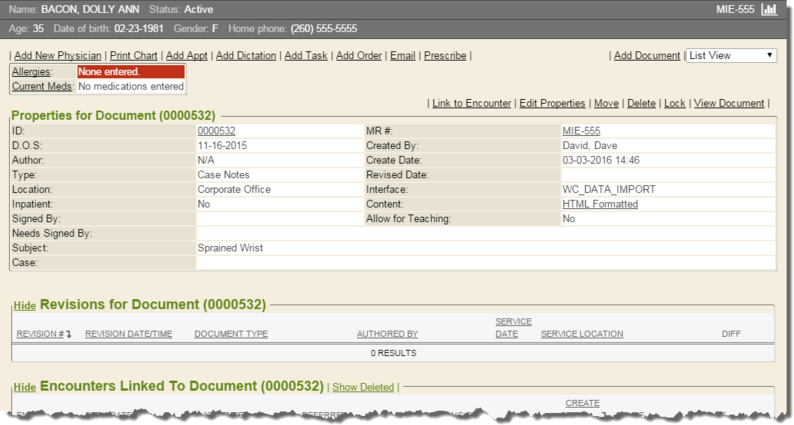 Name: BACON, DOLLY ANN Status: Active MIE-555
Age: 35 Date of birth: 02-23-1981 Gender: F Home phone: (260) 555-5555
| Add New Physician | Print Chart | Add Appt | Add Dictation | Add Task | Add Order | Email | Prescribe | | Add Document | List View
Allergies: None entered.
Current Meds: No medications entered
| Link to Encounter | Edit Properties | Move | Delete | Lock | View Document |
Properties for Document (0000532)
ID: 0000532 MR #: MIE-555
D.O.S: 11-16-2015 Created By: David, Dave
Author: N/A Create Date: 03-03-2016 14:46
Type: Case Notes Revised Date:
Location: Corporate Office Interface: WC_DATA_IMPORT
Inpatient: No Content: HTML Formatted
Signed By: Allow for Teaching: No
Needs Signed By:
Subject: Sprained Wrist
Case:
Hide Revisions for Document (0000532)
REVISION # REVISION DATE/TIME DOCUMENT TYPE AUTHORED BY SERVICE DATE SERVICE LOCATION DIFF
0 RESULTS
Hide Encounters Linked To Document (0000532) | Show Deleted |
CREATE